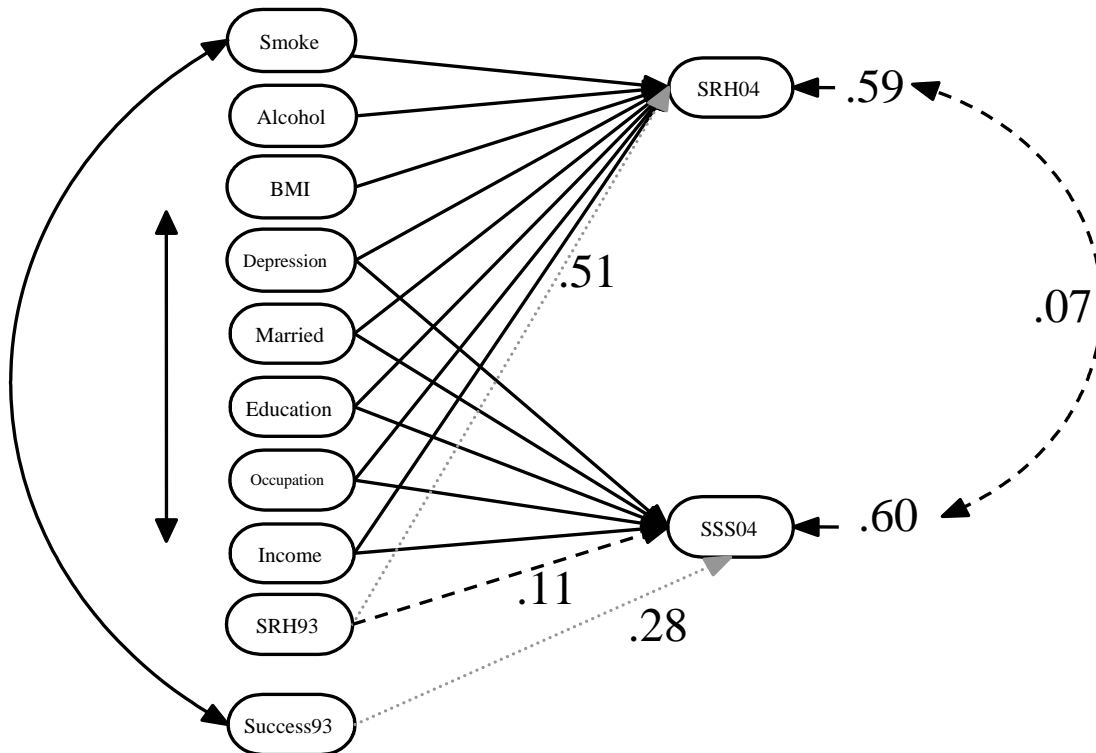 Smoke
Alcohol
BMI
Depression
Married
Education
Occupation
Income
SRH93
Success93
SRH04
.59
.51
.07
SSS04
.60
.11
.28